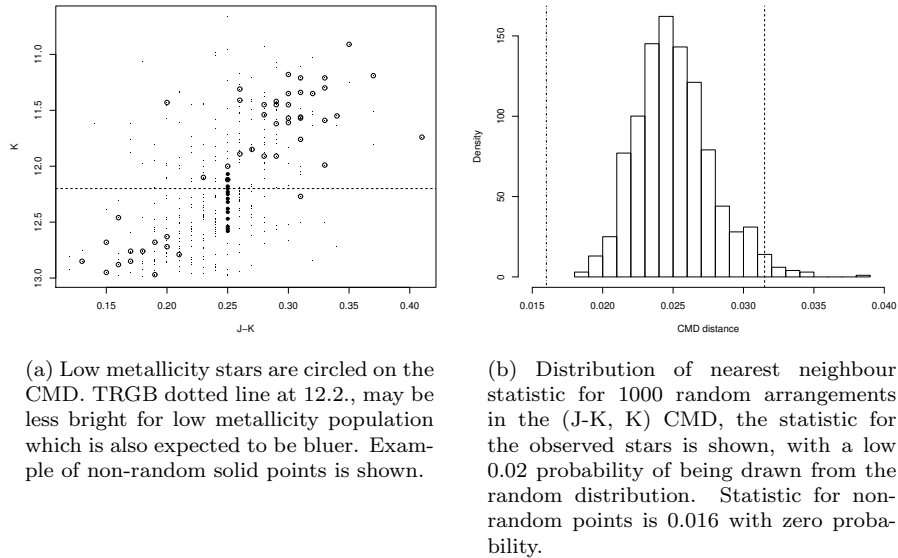 11.0
11.5
12.0
12.5
13.0
K
0.15
0.20
0.25
0.30
0.35
0.40
J−K
150
100
50
0
Density
0.015
0.020
0.025
0.030
0.035
0.040
CMD distance
(a) Low metallicity stars are circled on the
CMD. TRGB dotted line at 12.2., may be
less bright for low metallicity population
which is also expected to be bluer. Exam-
ple of non-random solid points is shown.
(b) Distribution of nearest neighbour
statistic for 1000 random arrangements
in the (J-K, K) CMD, the statistic for
the observed stars is shown, with a low
0.02 probability of being drawn from the
random distribution. Statistic for non-
random points is 0.016 with zero proba-
bility.